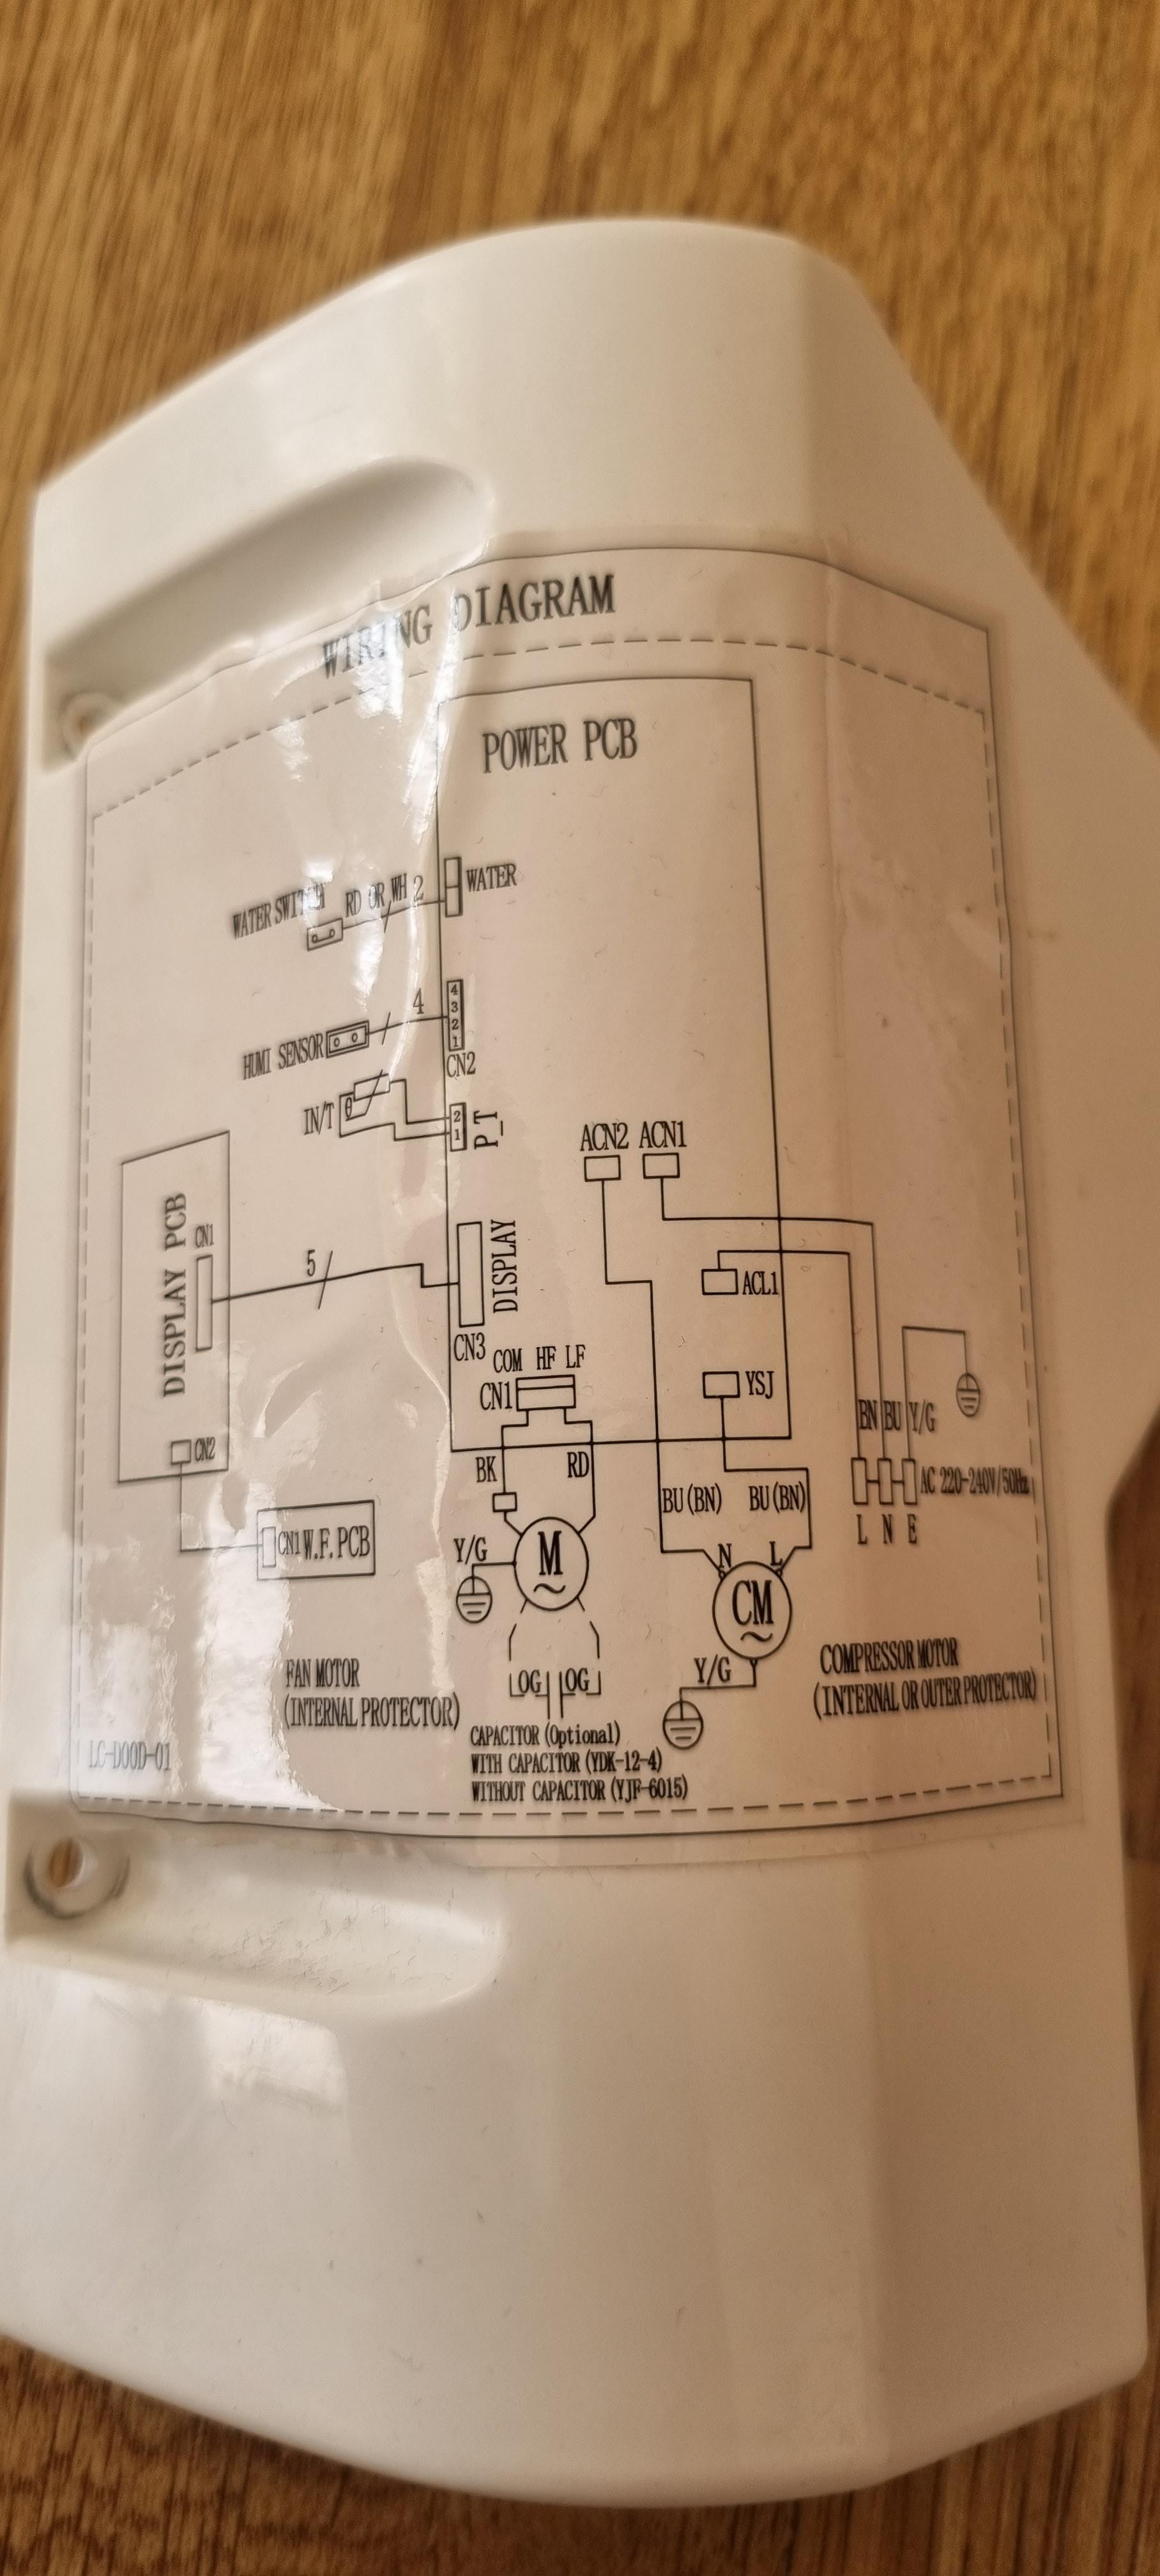 WIRING DIAGRAM
POWER PCB
WATER SWITCH RD OR WH 2 WATER
4
HUMI SENSOR
4
3
2
1
CN2
IN/T θ
2
1
P_T
ACN2 ACN1
DISPLAY PCB
CN1
5
DISPLAY
CN3
ACL1
COM HF LF
CN1
YSJ
CN2
BK RD
BU(BN) BU(BN)
BN BU Y/G
AC 220-240V/50Hz
L N E
CN1 W.F. PCB
Y/G
M
~
N L
CM
~
Y/G
OG OG
FAN MOTOR
(INTERNAL PROTECTOR)
COMPRESSOR MOTOR
(INTERNAL OR OUTER PROTECTOR)
CAPACITOR (Optional)
WITH CAPACITOR (YDK-12-4)
WITHOUT CAPACITOR (YJF-6015)
LC-D00D-01